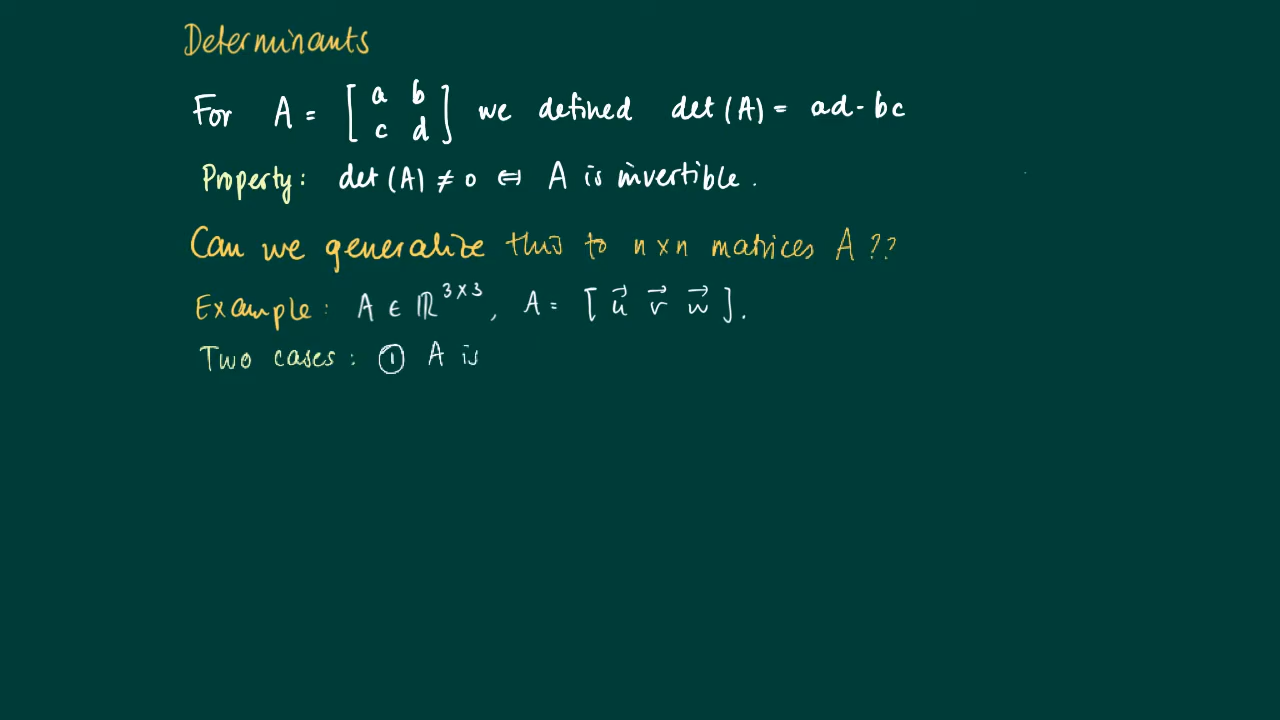 Determinants
For A = [ a b ; c d ] we defined det (A) = ad - bc
Property: det (A) ≠ 0 ⇔ A is invertible.
Can we generalize this to n × n matrices A ??
Example: A ∈ ℝ^{3×3}, A = [ u⃗ v⃗ w⃗ ].
Two cases: ① A is